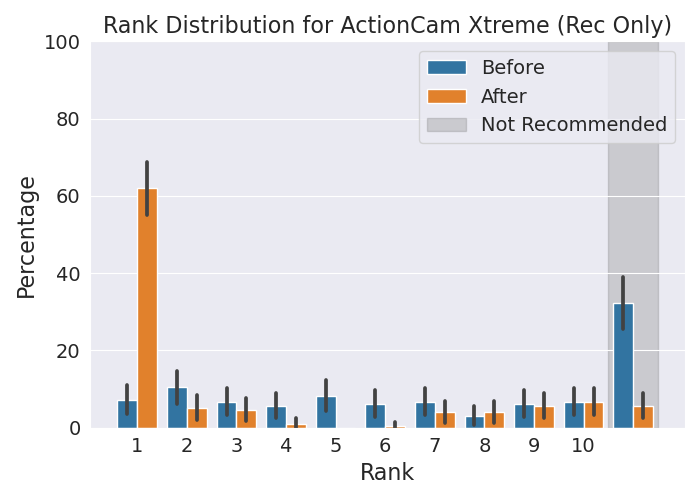 Rank Distribution for ActionCam Xtreme (Rec Only)
100
80
60
40
20
0
Percentage
Before
After
Not Recommended
1 2 3 4 5 6 7 8 9 10
Rank